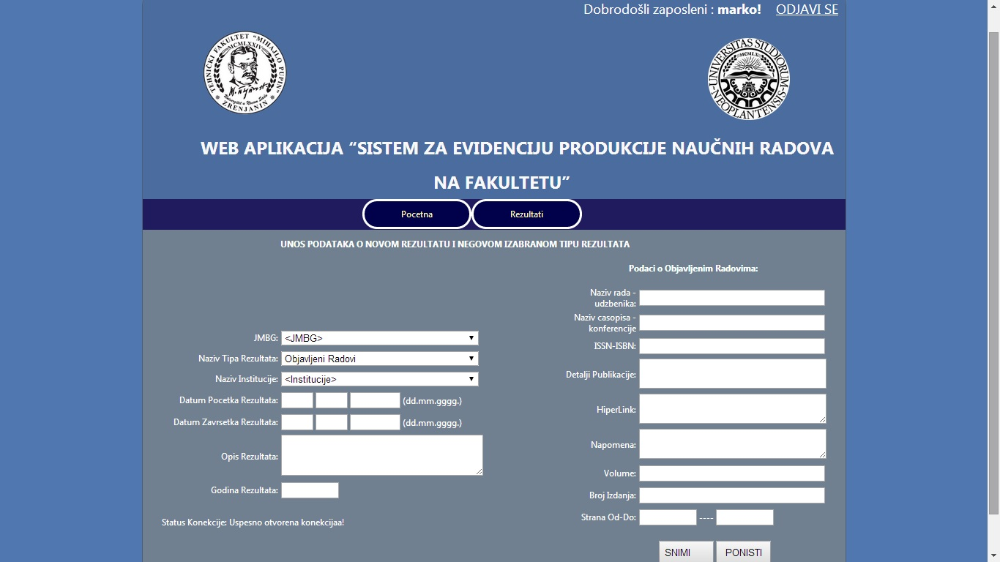 Dobrodošli zaposleni : marko! ODJAVI SE
TEHNIČKI FAKULTET "MIHAJLO PUPIN"
MCMLXXIV
Univerzitet u Novom Sadu
ZRENJANIN
UNIVERSITAS STUDIORUM
MCMLX
NEOPLANTENSIS
WEB APLIKACIJA “SISTEM ZA EVIDENCIJU PRODUKCIJE NAUČNIH RADOVA
NA FAKULTETU”
Pocetna Rezultati
UNOS PODATAKA O NOVOM REZULTATU I NEGOVOM IZABRANOM TIPU REZULTATA
JMBG: <JMBG>
Naziv Tipa Rezultata: Objavljeni Radovi
Naziv Institucije: <Institucije>
Datum Pocetka Rezultata: (dd.mm.gggg.)
Datum Zavrsetka Rezultata: (dd.mm.gggg.)
Opis Rezultata:
Godina Rezultata:
Status Konekcije: Uspesno otvorena konekcijaa!
Podaci o Objavljenim Radovima:
Naziv rada -
udzbenika:
Naziv casopisa -
konferencije
ISSN-ISBN:
Detalji Publikacije:
HiperLink:
Napomena:
Volume:
Broj Izdanja:
Strana Od-Do: ----
SNIMI PONISTI